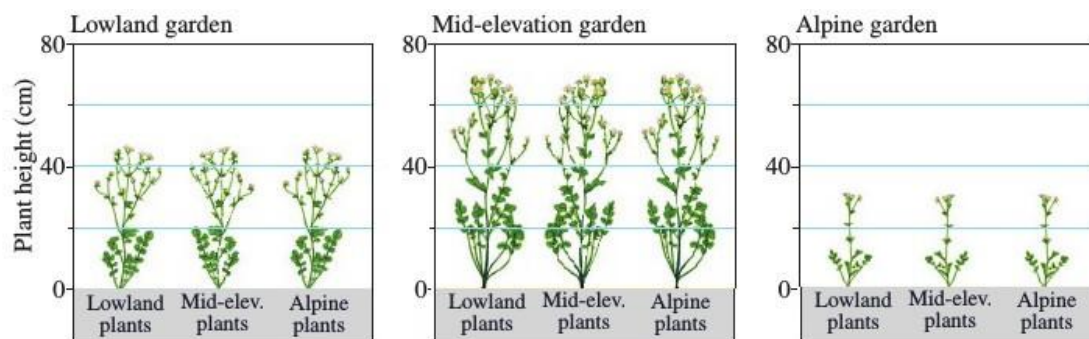 Lowland garden
80
40
0
Plant height (cm)
Lowland plants
Mid-elev. plants
Alpine plants
Mid-elevation garden
80
40
0
Lowland plants
Mid-elev. plants
Alpine plants
Alpine garden
80
40
0
Lowland plants
Mid-elev. plants
Alpine plants